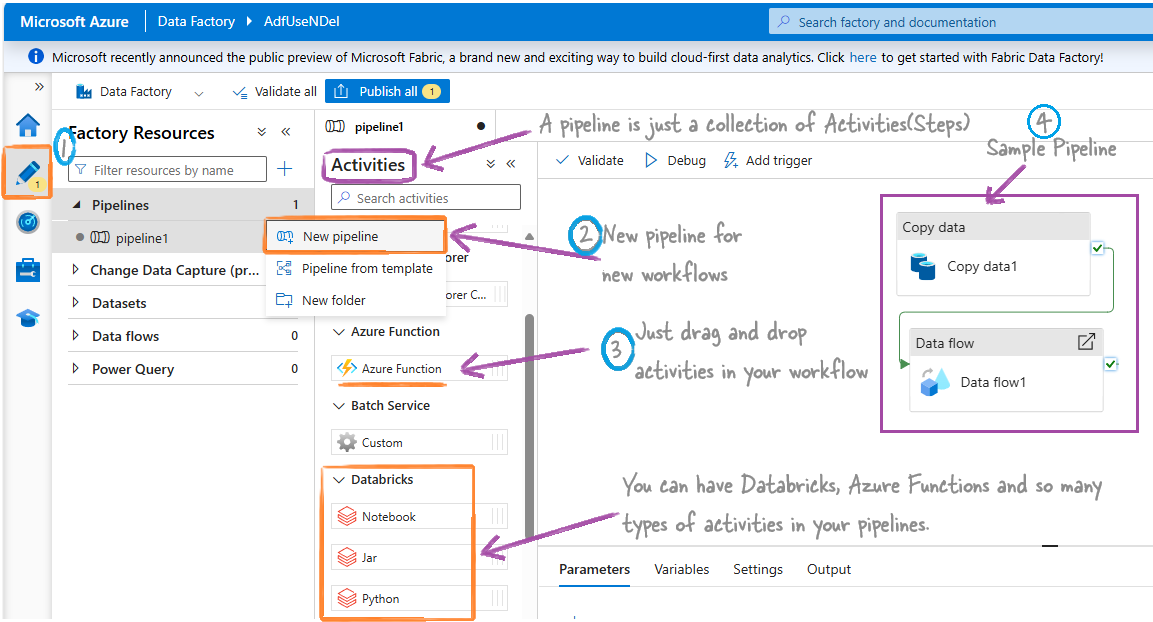 Microsoft Azure
Data Factory
AdfUseNDel
Search factory and documentation
Microsoft recently announced the public preview of Microsoft Fabric, a brand new and exciting way to build cloud-first data analytics. Click here to get started with Fabric Data Factory!
Data Factory
Validate all
Publish all
1
1
Factory Resources
1
Filter resources by name
Pipelines
1
pipeline1
Change Data Capture (pr...
Datasets
Data flows
0
Power Query
0
New pipeline
Pipeline from template
New folder
pipeline1
Activities
Search activities
orer
orer C...
Azure Function
Azure Function
Batch Service
Custom
Databricks
Notebook
Jar
Python
A pipeline is just a collection of Activities(Steps)
4
Sample Pipeline
Validate
Debug
Add trigger
2
New pipeline for
new workflows
3
Just drag and drop
activities in your workflow
Copy data
Copy data1
Data flow
Data flow1
You can have Databricks, Azure Functions and so many
types of activities in your pipelines.
Parameters
Variables
Settings
Output